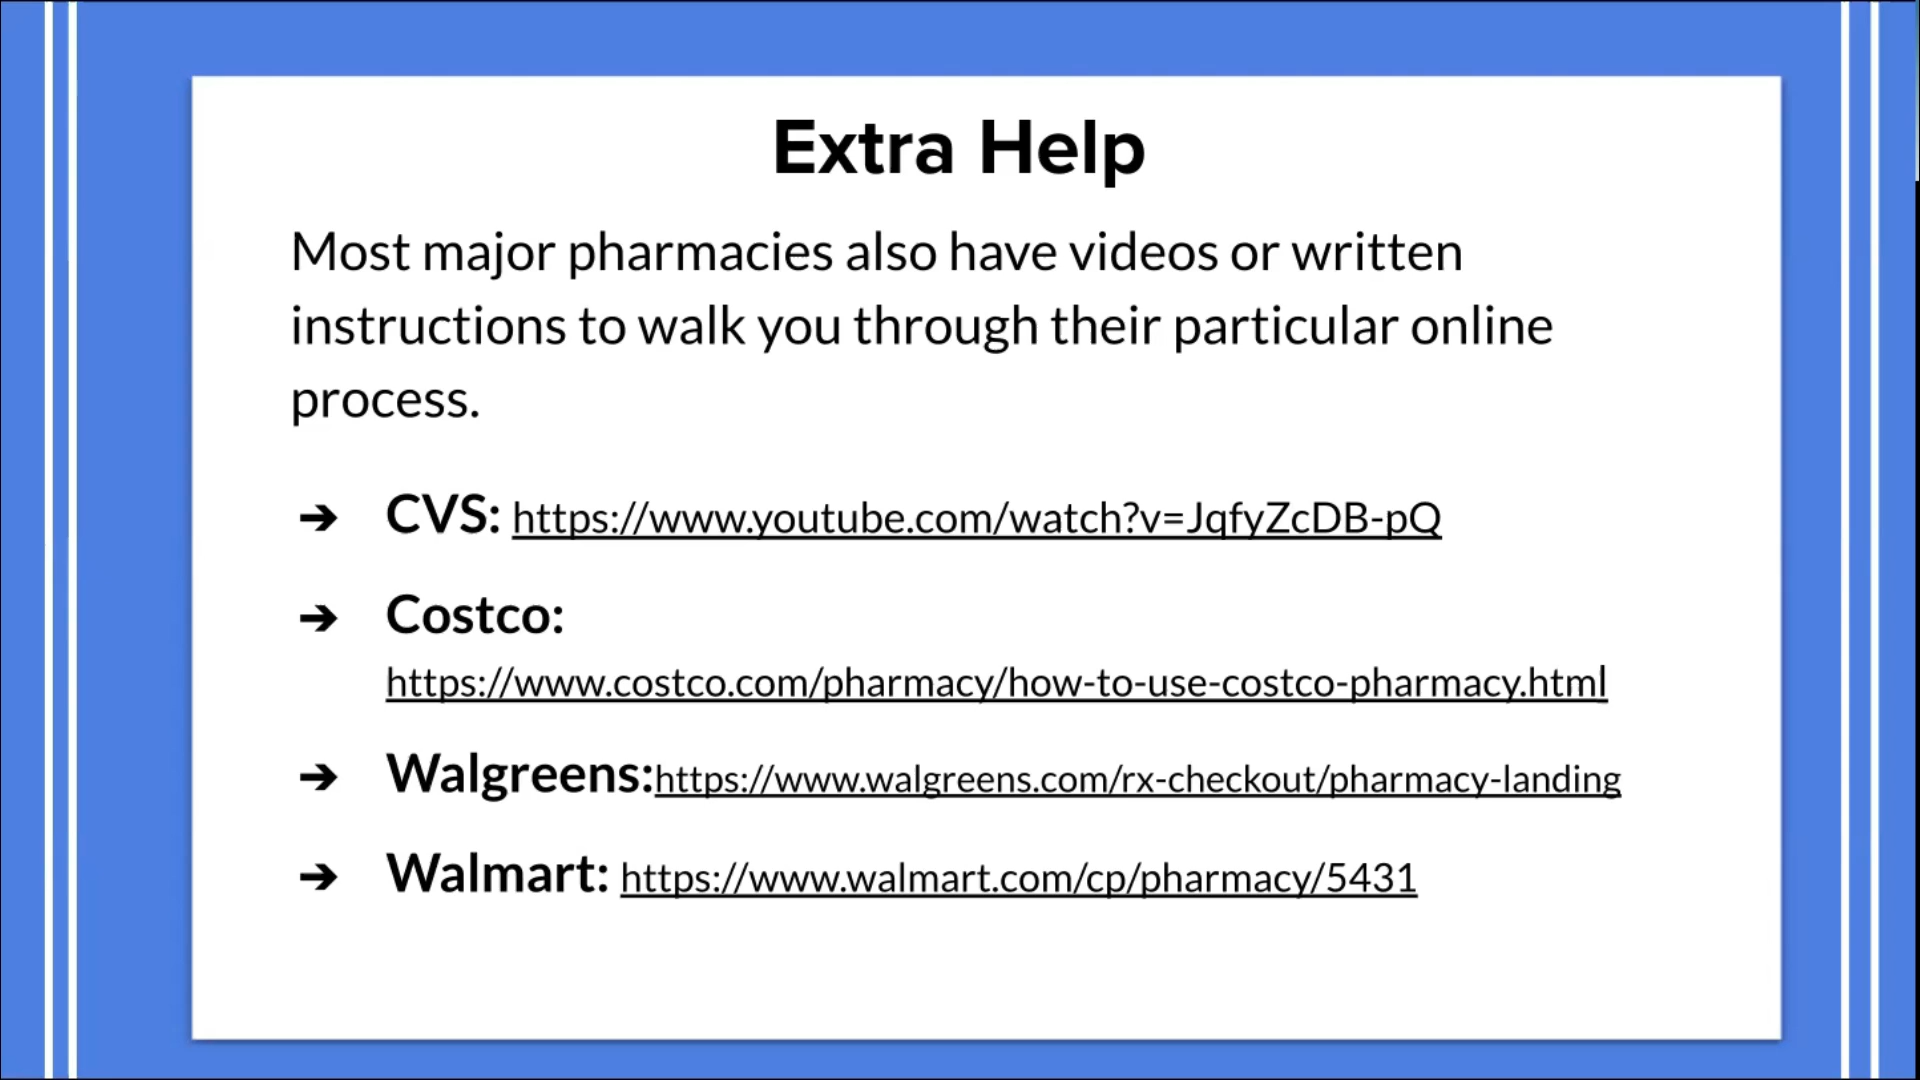 Extra Help
Most major pharmacies also have videos or written
instructions to walk you through their particular online
process.
➔ CVS: https://www.youtube.com/watch?v=JqfyZcDB-pQ
➔ Costco:
https://www.costco.com/pharmacy/how-to-use-costco-pharmacy.html
➔ Walgreens:https://www.walgreens.com/rx-checkout/pharmacy-landing
➔ Walmart: https://www.walmart.com/cp/pharmacy/5431